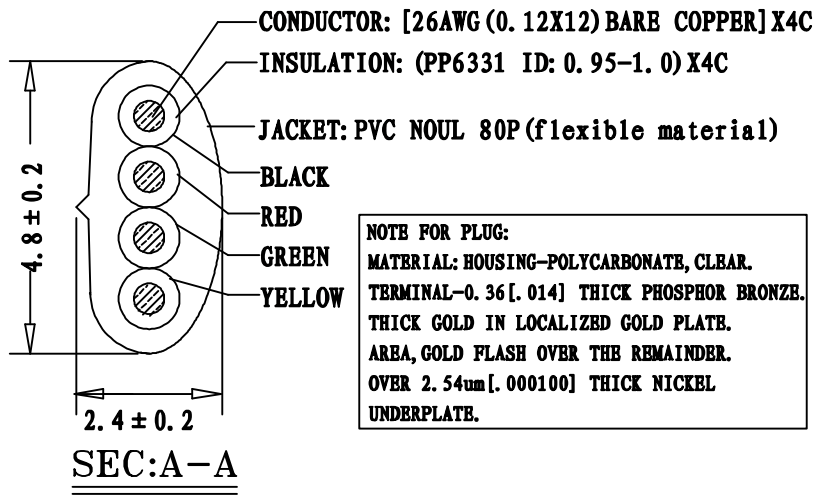 CONDUCTOR: [26AWG(0.12X12)BARE COPPER]X4C
INSULATION: (PP6331 ID:0.95-1.0)X4C
JACKET:PVC NOUL 80P(flexible material)
BLACK
RED
GREEN
YELLOW
4.8±0.2
2.4±0.2
SEC:A-A
NOTE FOR PLUG:
MATERIAL:HOUSING-POLYCARBONATE,CLEAR.
TERMINAL-0.36[.014] THICK PHOSPHOR BRONZE.
THICK GOLD IN LOCALIZED GOLD PLATE.
AREA,GOLD FLASH OVER THE REMAINDER.
OVER 2.54um[.000100] THICK NICKEL
UNDERPLATE.